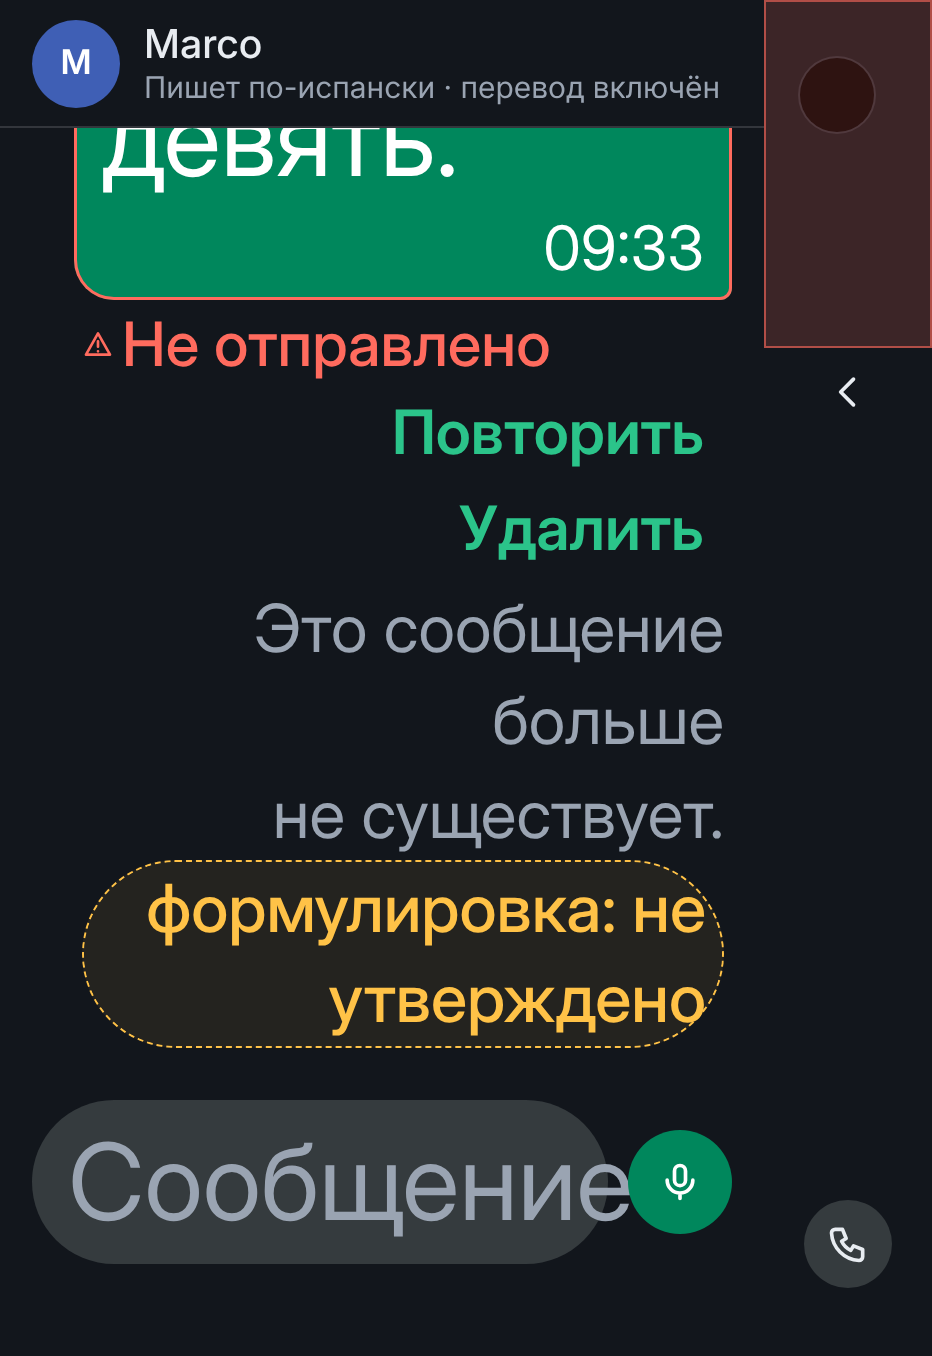 M
Marco
Пишет по-испански · перевод включён
девять.
09:33
Не отправлено
Повторить
Удалить
Это сообщение
больше
не существует.
формулировка: не
утверждено
Сообщение